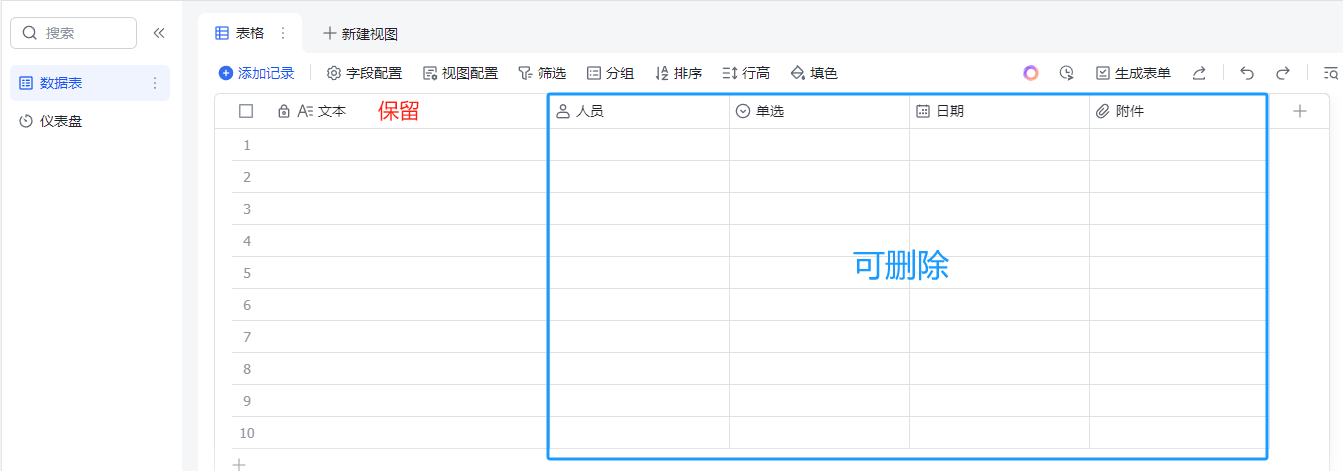 搜索
数据表
仪表盘
表格 新建视图
添加记录 字段配置 视图配置 筛选 分组 排序 行高 填色 生成表单
文本 保留 人员 单选 日期 附件
1
2
3
4
5
6
7
8
9
10
可删除